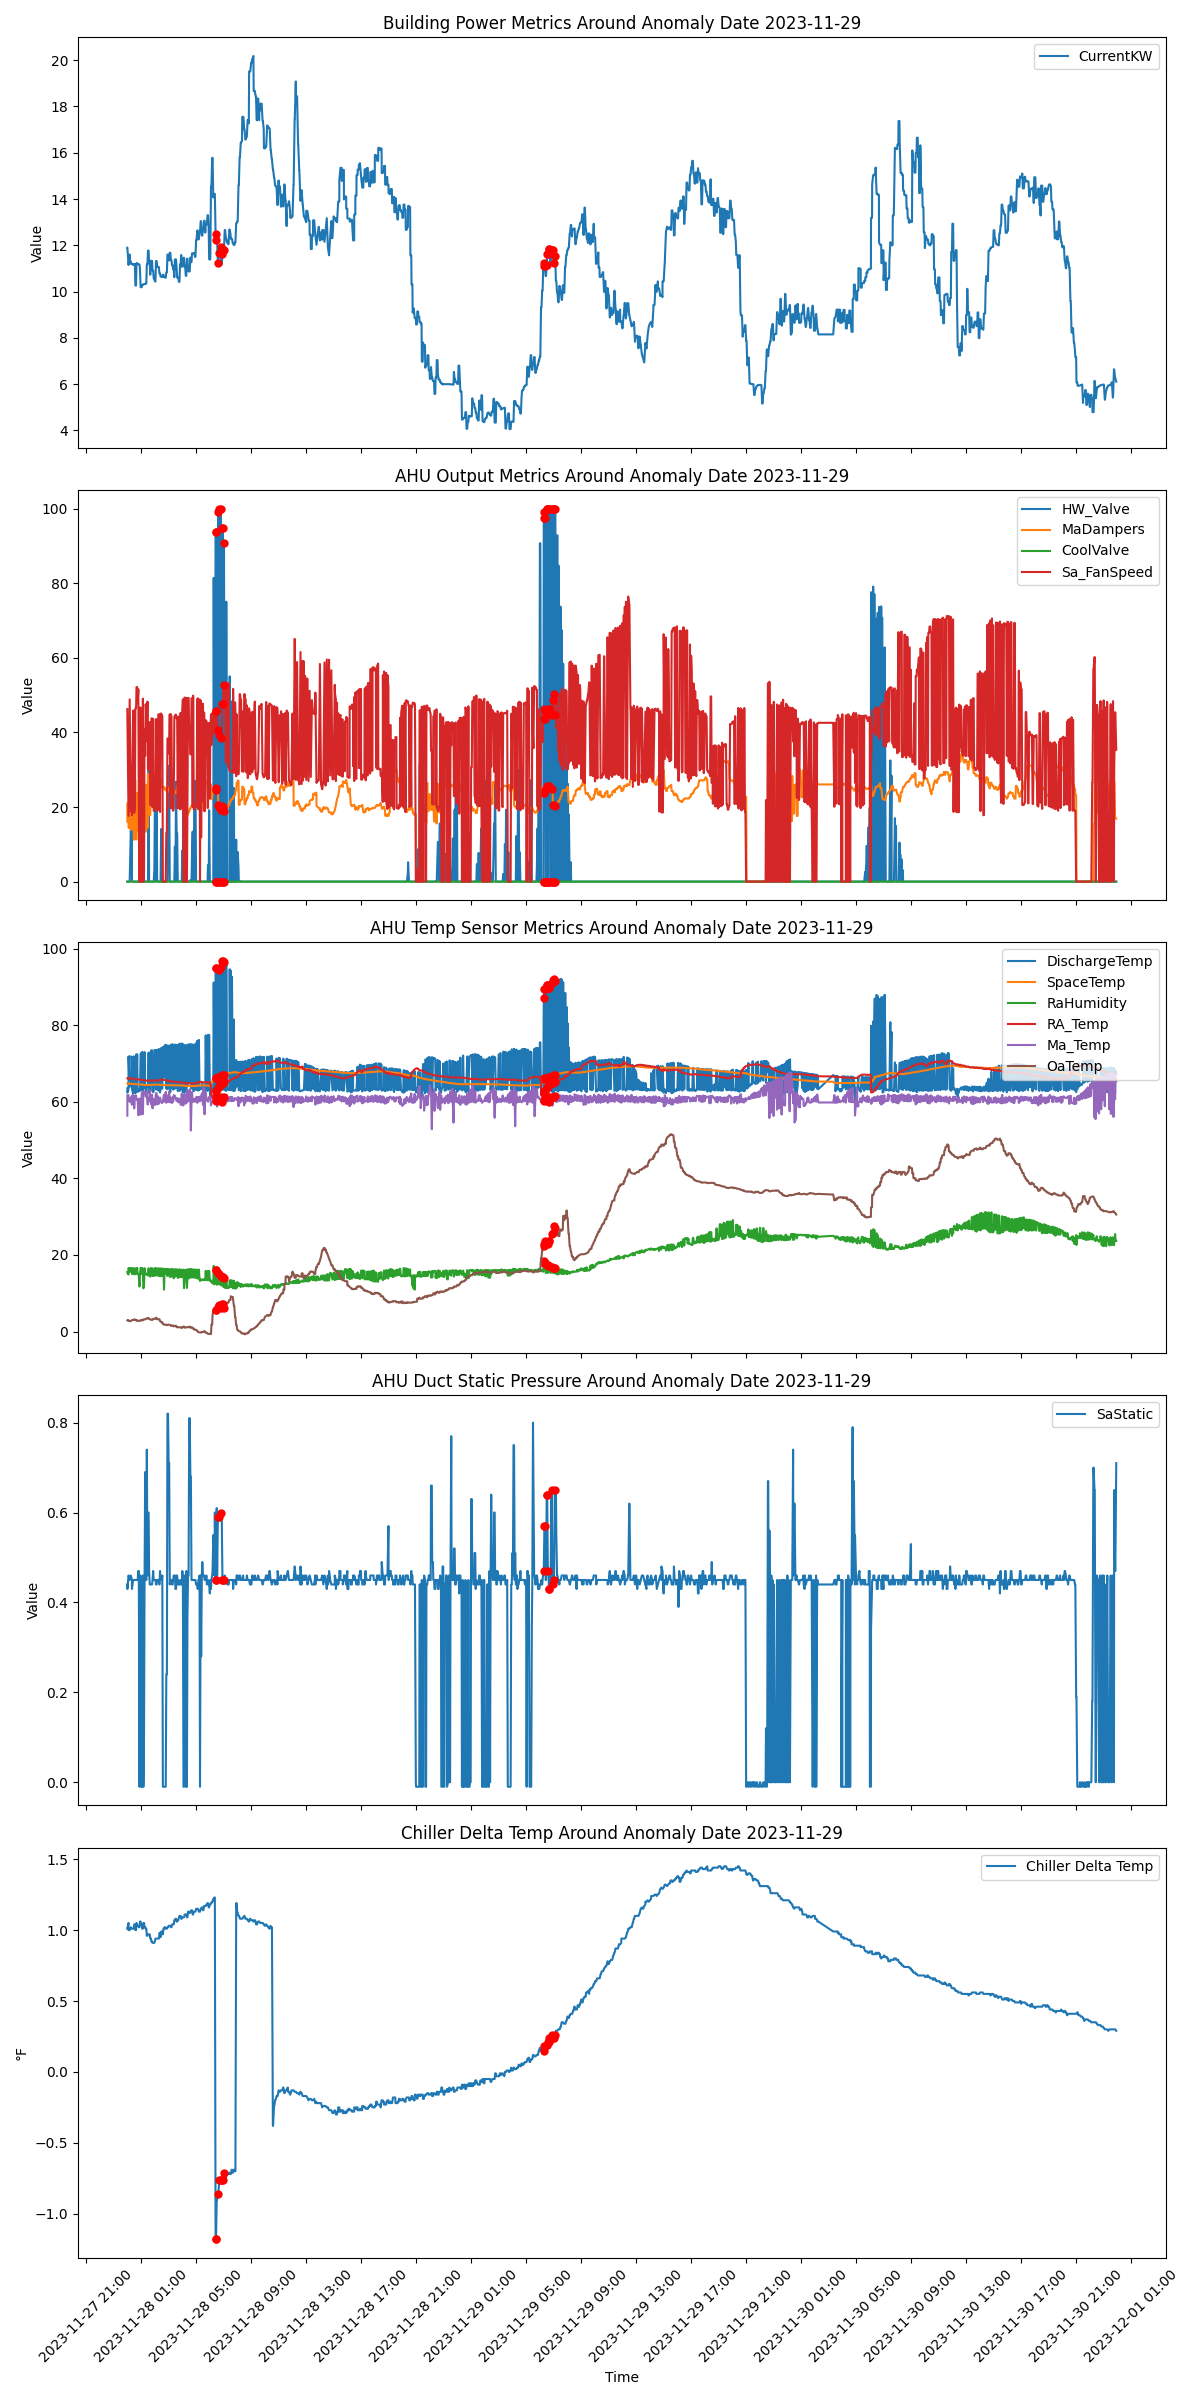 Building Power Metrics Around Anomaly Date 2023-11-29
CurrentKW
20
18
16
14
12
10
8
6
4
Value
AHU Output Metrics Around Anomaly Date 2023-11-29
HW_Valve
MaDampers
CoolValve
Sa_FanSpeed
100
80
60
40
20
0
Value
AHU Temp Sensor Metrics Around Anomaly Date 2023-11-29
DischargeTemp
SpaceTemp
RaHumidity
RA_Temp
Ma_Temp
OaTemp
100
80
60
40
20
0
Value
AHU Duct Static Pressure Around Anomaly Date 2023-11-29
SaStatic
0.8
0.6
0.4
0.2
0.0
Value
Chiller Delta Temp Around Anomaly Date 2023-11-29
Chiller Delta Temp
1.5
1.0
0.5
0.0
−0.5
−1.0
°F
2023-11-27 21:00
2023-11-28 01:00
2023-11-28 05:00
2023-11-28 09:00
2023-11-28 13:00
2023-11-28 17:00
2023-11-28 21:00
2023-11-29 01:00
2023-11-29 05:00
2023-11-29 09:00
2023-11-29 13:00
2023-11-29 17:00
2023-11-29 21:00
2023-11-30 01:00
2023-11-30 05:00
2023-11-30 09:00
2023-11-30 13:00
2023-11-30 17:00
2023-11-30 21:00
2023-12-01 01:00
Time